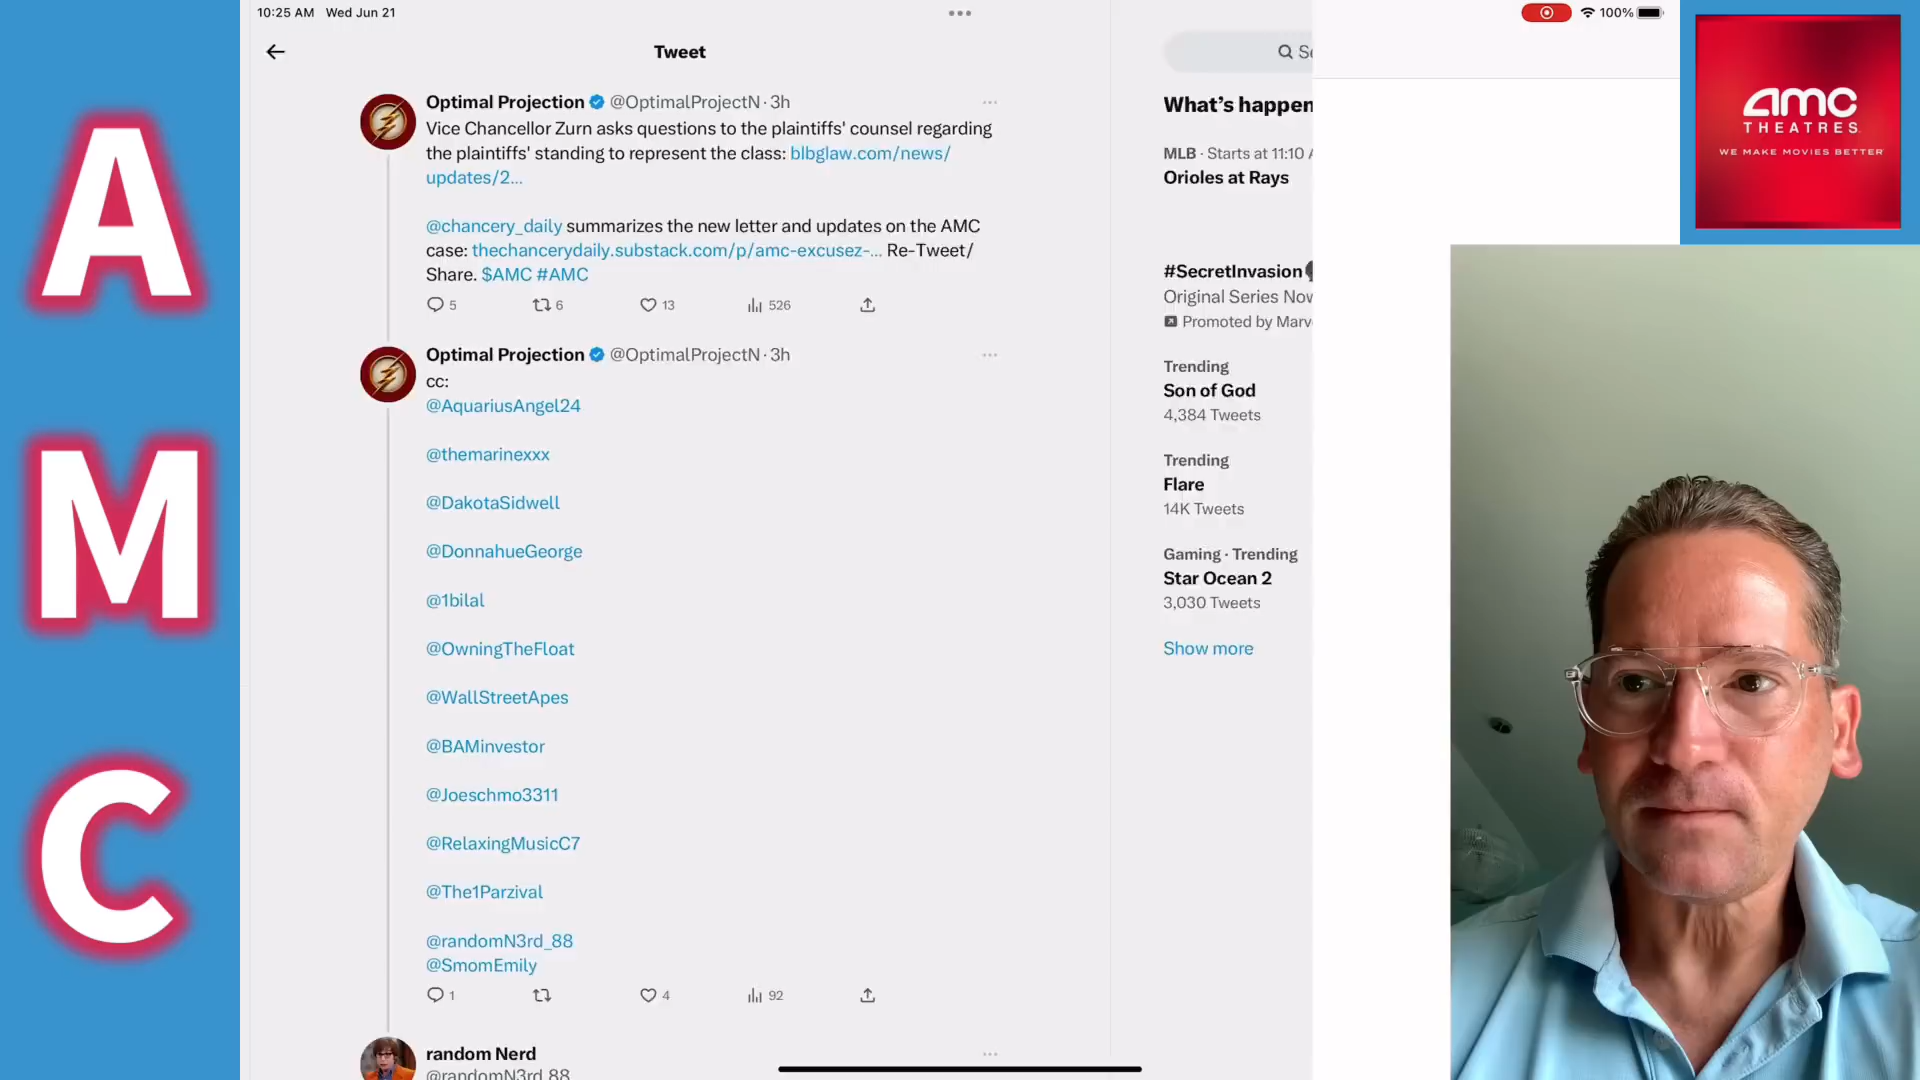 A
M
C
10:25 AM Wed Jun 21
100%
Tweet
Optimal Projection @OptimalProjectN · 3h
Vice Chancellor Zurn asks questions to the plaintiffs' counsel regarding
the plaintiffs' standing to represent the class: blbglaw.com/news/
updates/2...
@chancery_daily summarizes the new letter and updates on the AMC
case: thechancerydaily.substack.com/p/amc-excusez-... Re-Tweet/
Share. $AMC #AMC
5 6 13 526
Optimal Projection @OptimalProjectN · 3h
cc:
@AquariusAngel24
@themarinexxx
@DakotaSidwell
@DonnahueGeorge
@1bilal
@OwningTheFloat
@WallStreetApes
@BAMinvestor
@Joeschmo3311
@RelaxingMusicC7
@The1Parzival
@randomN3rd_88
@SmomEmily
1 4 92
random Nerd
@randomN3rd_88
Se
What's happen
MLB · Starts at 11:10 A
Orioles at Rays
#SecretInvasion
Original Series Nov
Promoted by Marv
Trending
Son of God
4,384 Tweets
Trending
Flare
14K Tweets
Gaming · Trending
Star Ocean 2
3,030 Tweets
Show more
amc
THEATRES
WE MAKE MOVIES BETTER